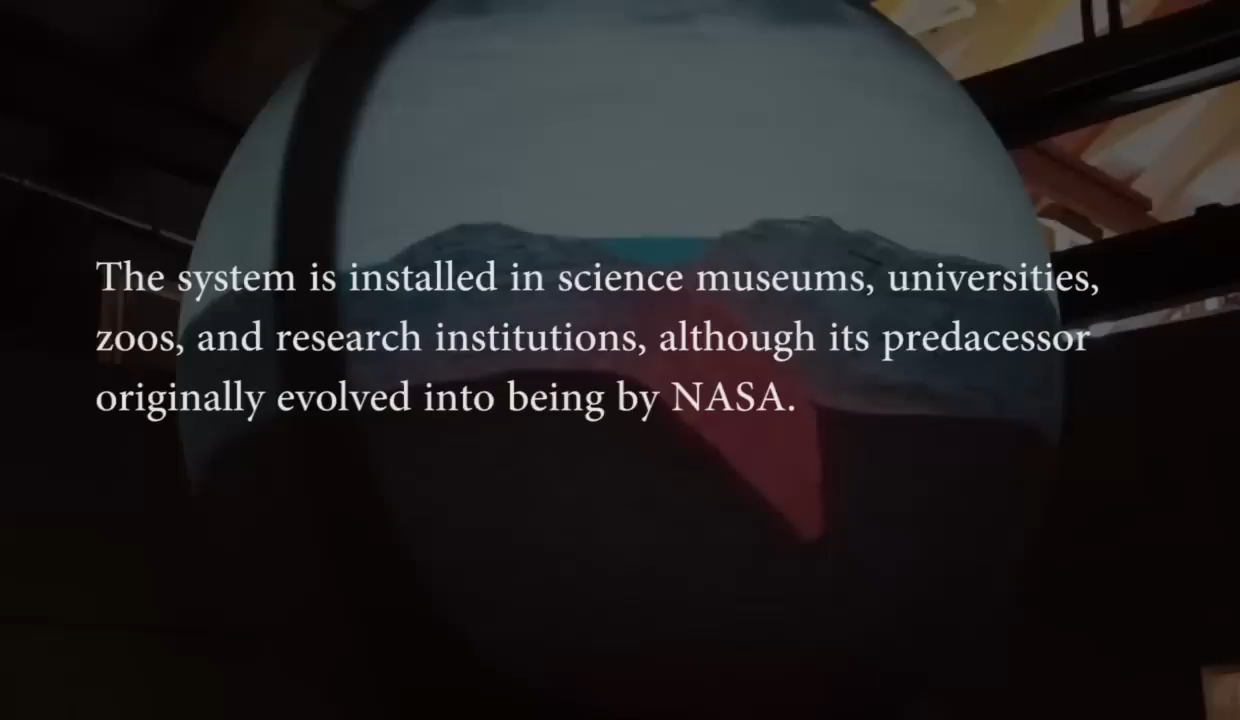 The system is installed in science museums, universities,
zoos, and research institutions, although its predacessor
originally evolved into being by NASA.